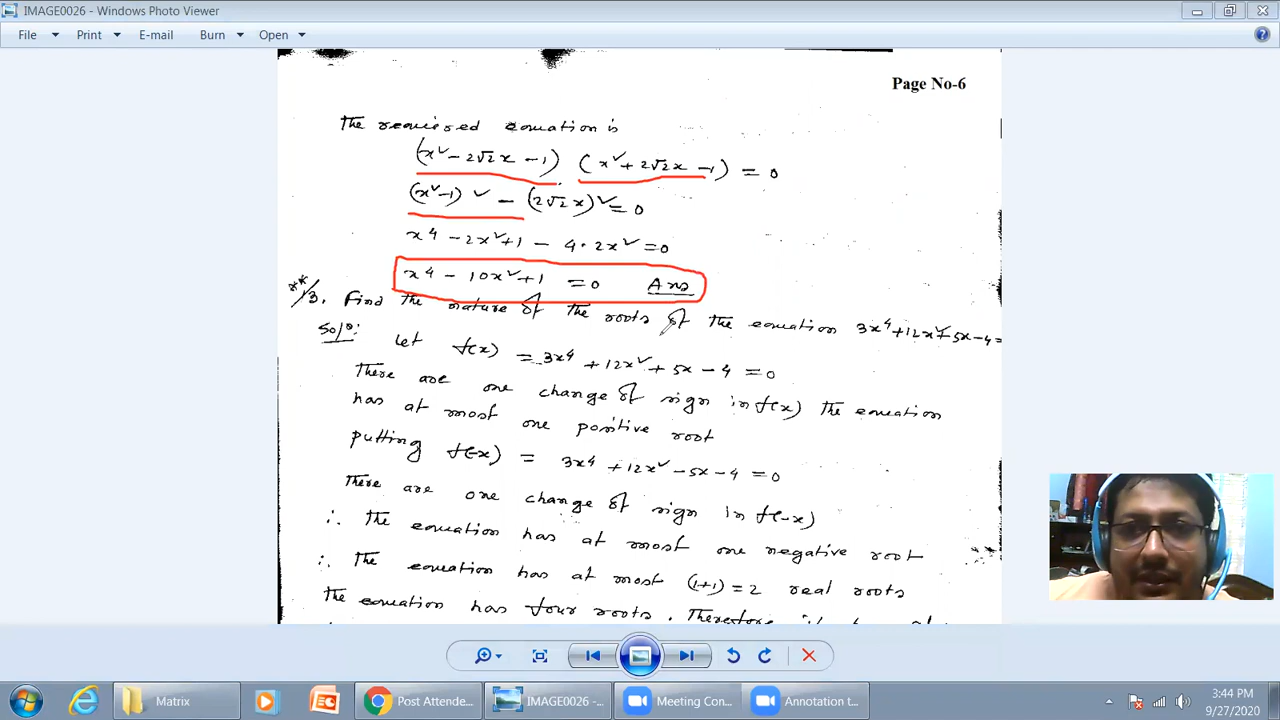 IMAGE0026 - Windows Photo Viewer
File Print E-mail Burn Open
Page No-6
The required equation is
(x² - 2√2x - 1) (x² + 2√2x - 1) = 0
(x²-1)² - (2√2x)² = 0
x4 - 2x²+1 - 4·2x² = 0
x4 - 10x²+1 = 0 Ans
**/3. Find the nature of the roots of the equation 3x4+12x²+5x-4=
Sol:
Let f(x) = 3x4 + 12x² + 5x - 4 = 0
There are one change of sign in f(x) The equation
has at most one positive root
putting f(-x) = 3x4 + 12x² - 5x - 4 = 0
There are one change of sign in f(-x)
∴ The equation has at most one negative root
∴ The equation has at most (1+1) = 2 real roots
The equation has four roots. Therefore
Matrix
Post Attende...
IMAGE0026 -...
Meeting Con...
Annotation t...
3:44 PM
9/27/2020